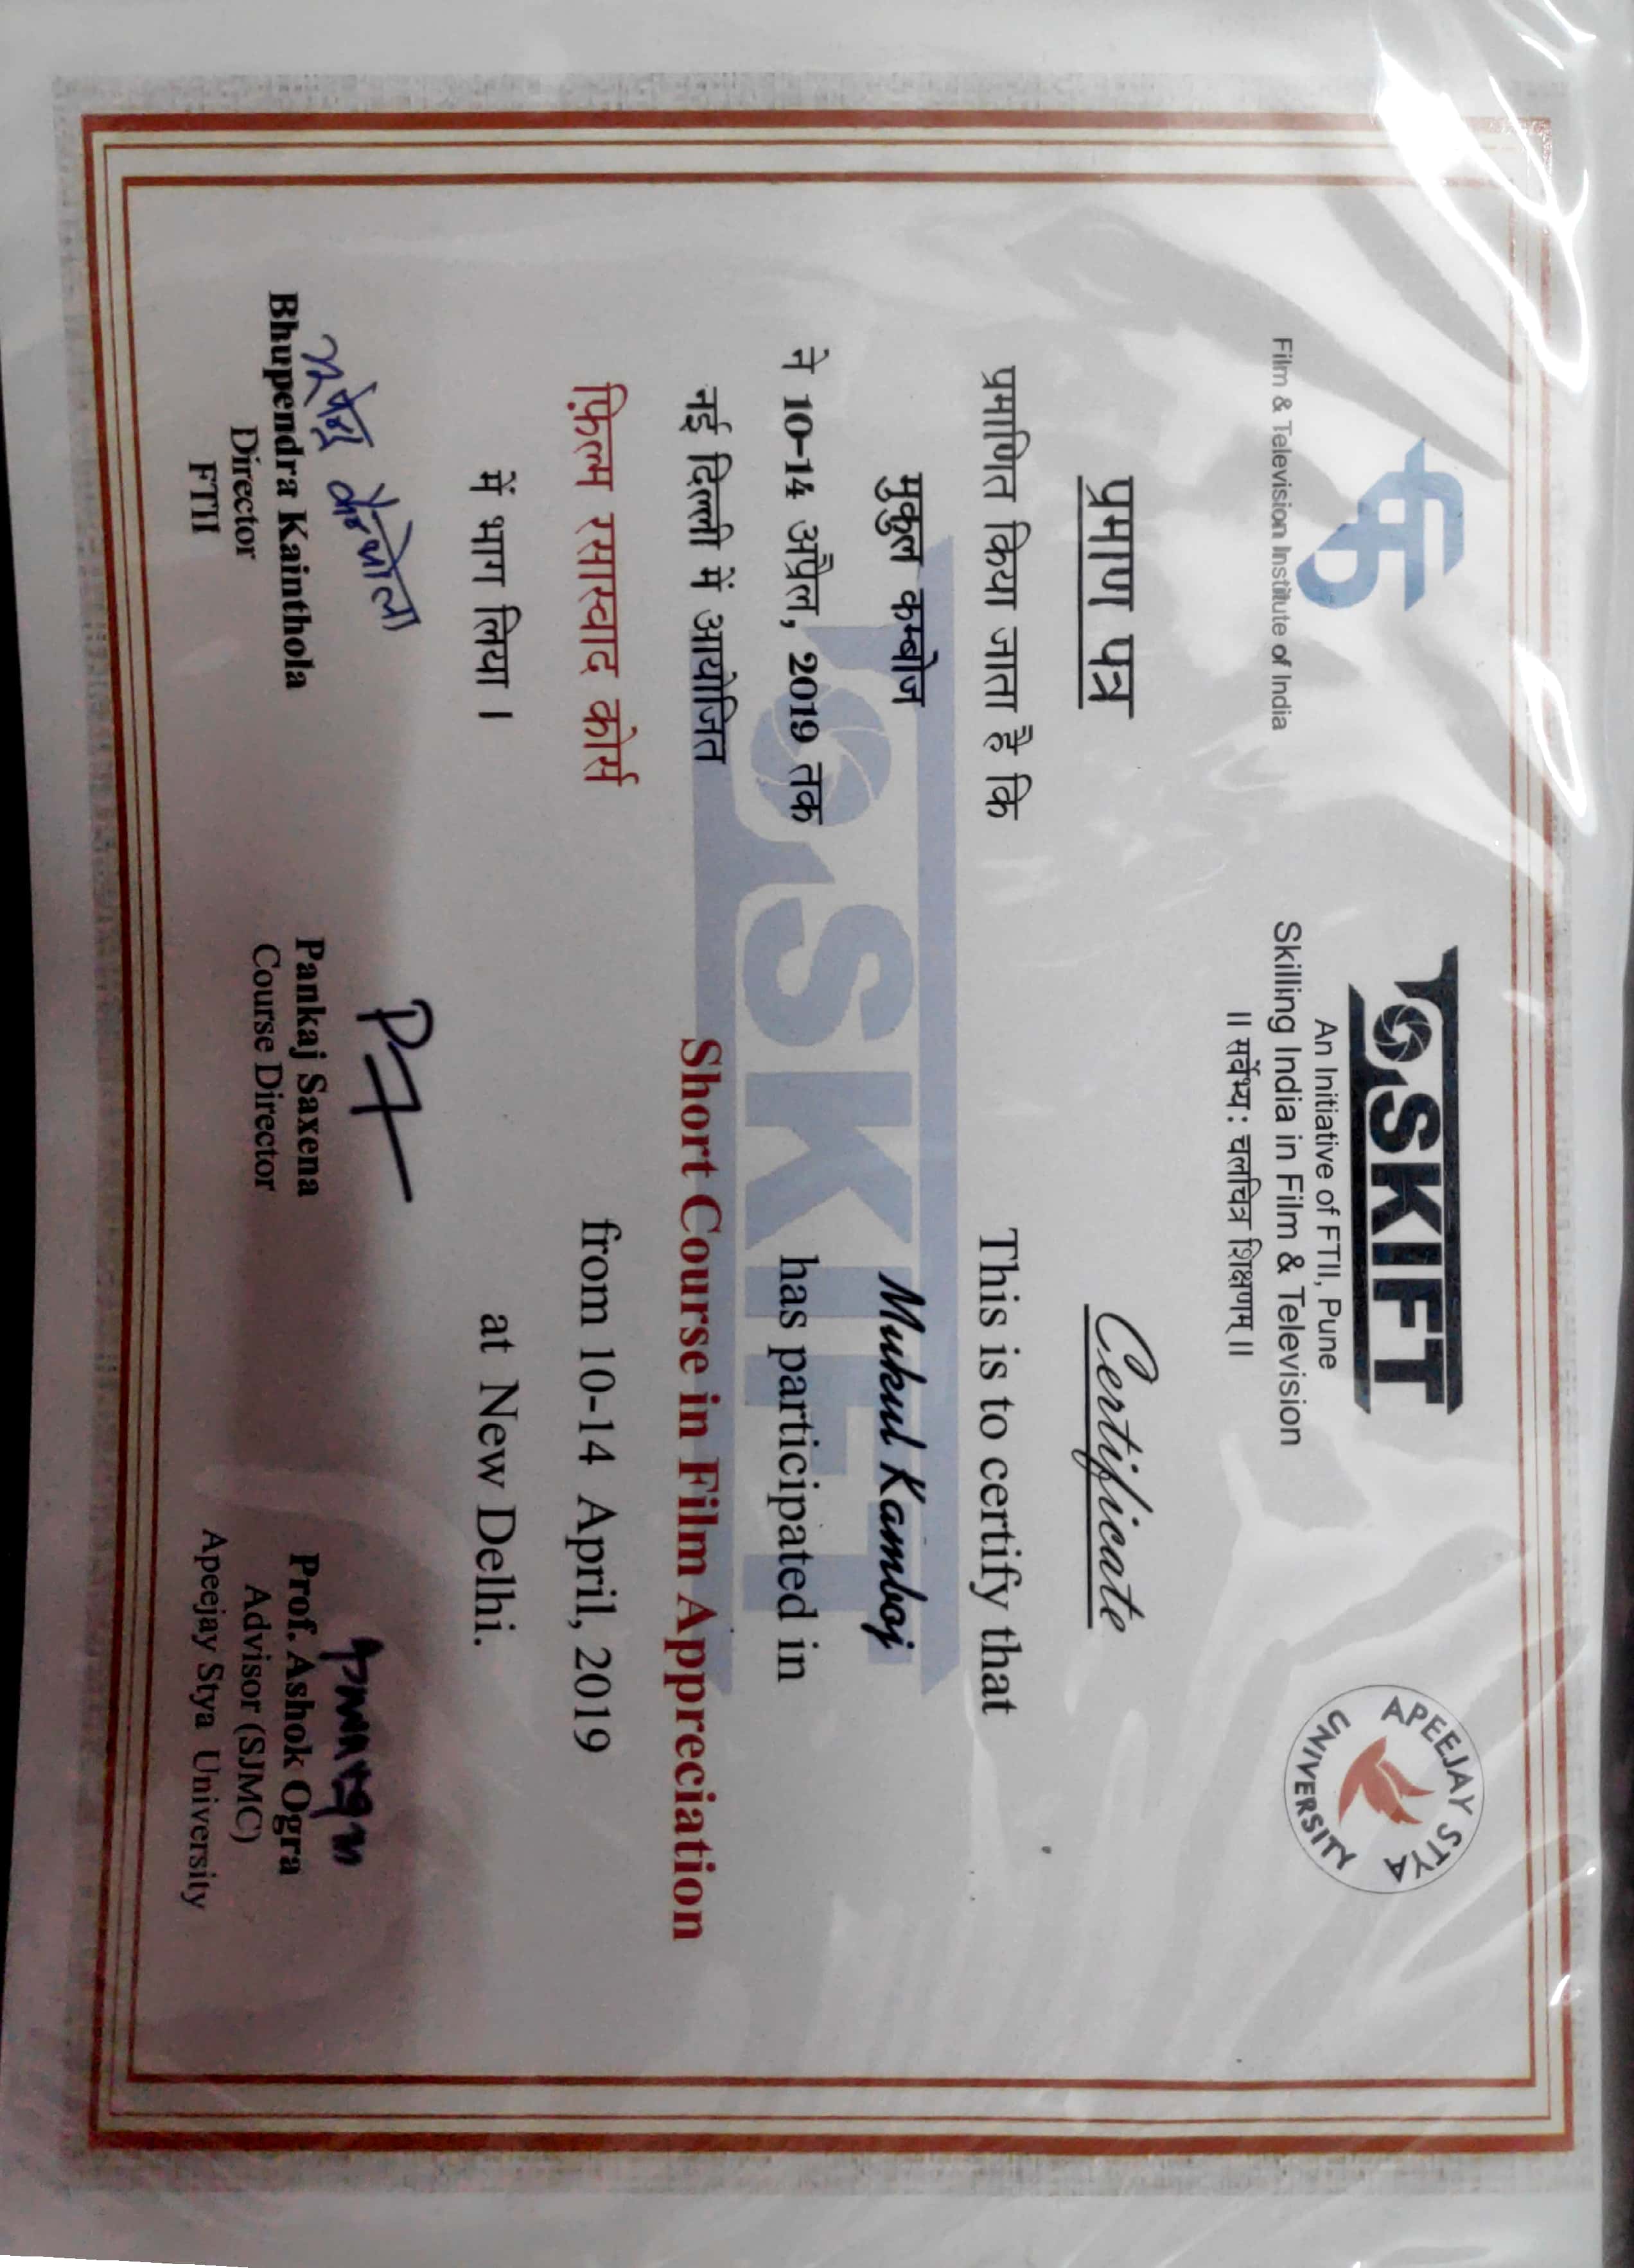 Film & Television Institute of India
SKIFT
An Initiative of FTII, Pune
Skilling India in Film & Television
॥ सर्वेभ्य: चलचित्र शिक्षणम् ॥
APEEJAY STYA UNIVERSITY
प्रमाण पत्र
प्रमाणित किया जाता है कि
मुकुल कम्बोज
ने 10-14 अप्रैल, 2019 तक
नई दिल्ली में आयोजित
फ़िल्म रसास्वाद कोर्स
में भाग लिया ।
Certificate
This is to certify that
Mukul Kamboj
has participated in
Short Course in Film Appreciation
from 10-14 April, 2019
at New Delhi.
SKIFT
Bhupendra Kainthola
Director
FTII
Pankaj Saxena
Course Director
Prof. Ashok Ogra
Advisor (SJMC)
Apeejay Stya University